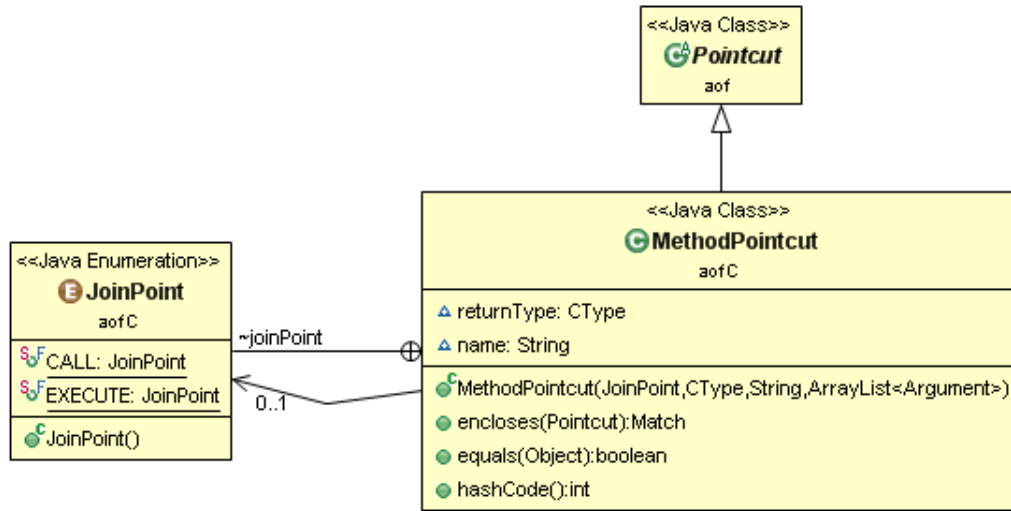 <<Java Class>>
Pointcut
aof
<<Java Class>>
MethodPointcut
aofC
returnType: CType
name: String
MethodPointcut(JoinPoint,CType,String,ArrayList<Argument>)
encloses(Pointcut):Match
equals(Object):boolean
hashCode():int
<<Java Enumeration>>
JoinPoint
aofC
CALL: JoinPoint
EXECUTE: JoinPoint
JoinPoint()
~joinPoint
0..1